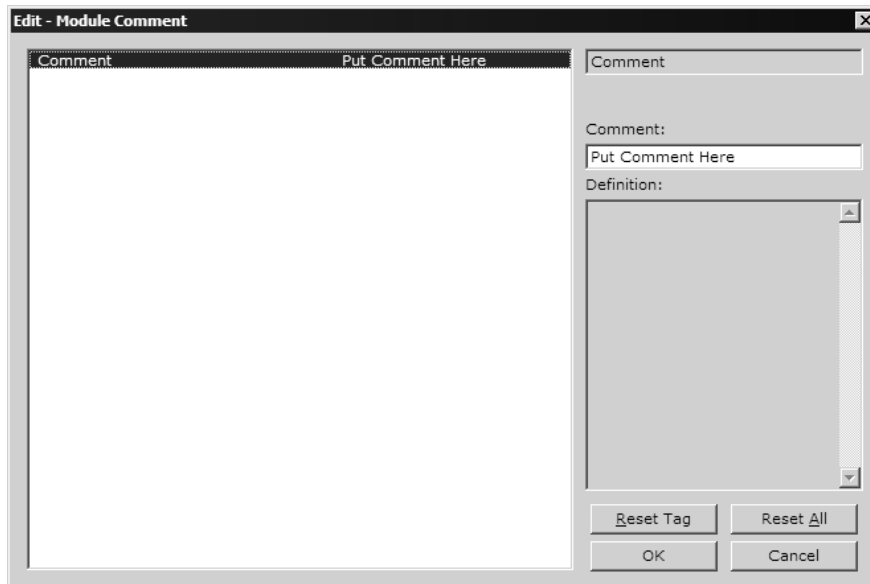 Edit - Module Comment
Comment Put Comment Here
Comment
Comment:
Put Comment Here
Definition:
Reset Tag Reset All
OK Cancel